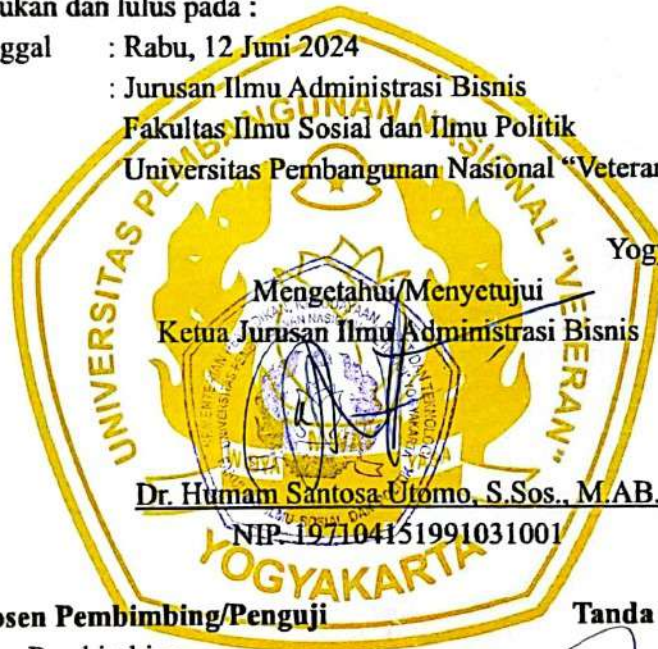 ukan dan lulus pada :
ggal : Rabu, 12 Juni 2024
: Jurusan Ilmu Administrasi Bisnis
Fakultas Ilmu Sosial dan Ilmu Politik
Universitas Pembangunan Nasional "Veteran
Yog
Mengetahui/Menyetujui
Ketua Jurusan Ilmu Administrasi Bisnis
Dr. Humam Santosa Utomo, S.Sos., M.AB.
NIP. 197104151991031001
UNIVERSITAS PEMBANGUNAN NASIONAL "VETERAN"
YOGYAKARTA
osen Pembimbing/Penguji Tanda